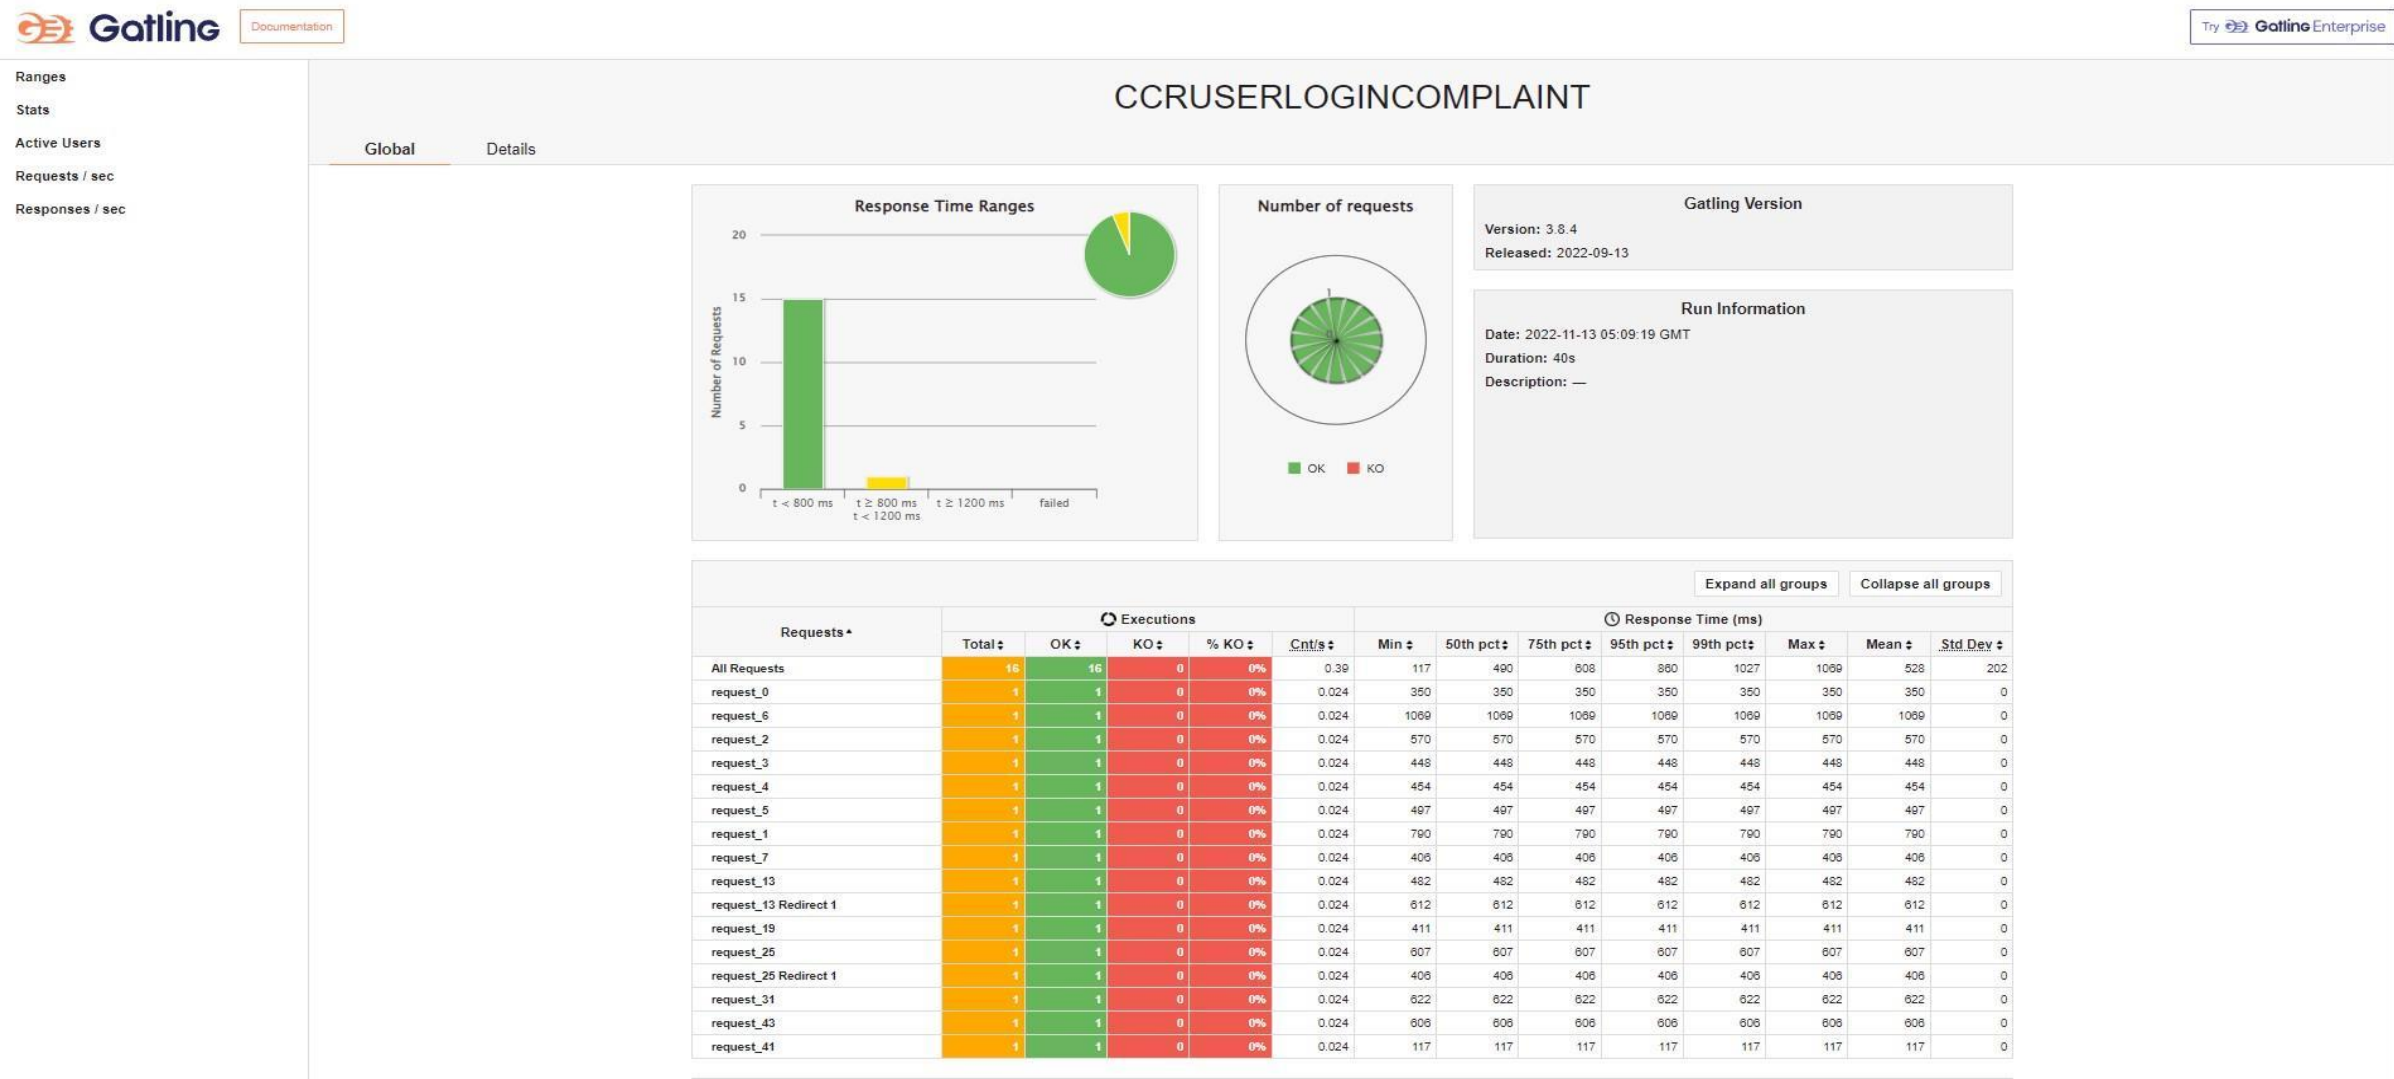 Gatling
Documentation
Try Gatling Enterprise
Ranges
Stats
Active Users
Requests / sec
Responses / sec
CCRUSERLOGINCOMPLAINT
Global Details
Response Time Ranges
20
15
10
5
0
Number of Requests
t < 800 ms
t ≥ 800 ms
t < 1200 ms
t ≥ 1200 ms
failed
Number of requests
1
0
OK KO
Gatling Version
Version: 3.8.4
Released: 2022-09-13
Run Information
Date: 2022-11-13 05:09:19 GMT
Duration: 40s
Description: —
Expand all groups Collapse all groups
Requests Executions Response Time (ms)
Total OK KO % KO Cnt/s Min 50th pct 75th pct 95th pct 99th pct Max Mean Std Dev
All Requests 16 16 0 0% 0.39 117 490 608 860 1027 1069 528 202
request_0 1 1 0 0% 0.024 350 350 350 350 350 350 350 0
request_6 1 1 0 0% 0.024 1069 1069 1069 1069 1069 1069 1069 0
request_2 1 1 0 0% 0.024 570 570 570 570 570 570 570 0
request_3 1 1 0 0% 0.024 448 448 448 448 448 448 448 0
request_4 1 1 0 0% 0.024 454 454 454 454 454 454 454 0
request_5 1 1 0 0% 0.024 497 497 497 497 497 497 497 0
request_1 1 1 0 0% 0.024 790 790 790 790 790 790 790 0
request_7 1 1 0 0% 0.024 406 406 406 406 406 406 406 0
request_13 1 1 0 0% 0.024 482 482 482 482 482 482 482 0
request_13 Redirect 1 1 1 0 0% 0.024 612 612 612 612 612 612 612 0
request_19 1 1 0 0% 0.024 411 411 411 411 411 411 411 0
request_25 1 1 0 0% 0.024 607 607 607 607 607 607 607 0
request_25 Redirect 1 1 1 0 0% 0.024 406 406 406 406 406 406 406 0
request_31 1 1 0 0% 0.024 622 622 622 622 622 622 622 0
request_43 1 1 0 0% 0.024 606 606 606 606 606 606 606 0
request_41 1 1 0 0% 0.024 117 117 117 117 117 117 117 0